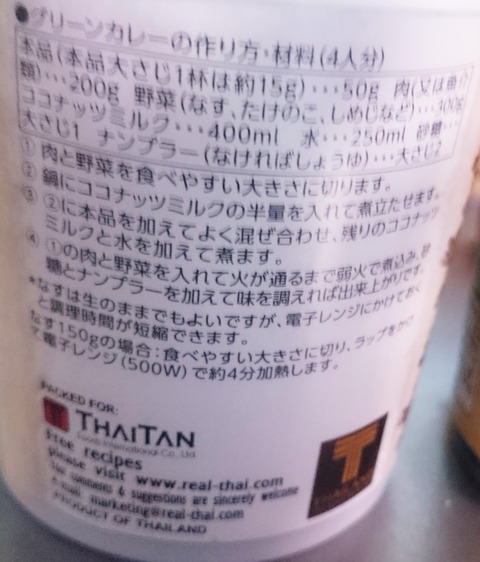 ●グリーンカレーの作り方・材料(4人分)
本品(本品大さじ1杯は約15g)…50g 肉(又は魚介
類)…200g 野菜(なす、たけのこ、しめじなど)…300g
ココナッツミルク…400ml 水…250ml 砂糖…
大さじ1 ナンプラー(なければしょうゆ)…大さじ2
① 肉と野菜を食べやすい大きさに切ります。
② 鍋にココナッツミルクの半量を入れて煮立たせます。
③ ②に本品を加えてよく混ぜ合わせ、残りのココナッツ
ミルクと水を加えて煮ます。
④ ①の肉と野菜を入れて火が通るまで弱火で煮込み、砂
糖とナンプラーを加えて味を調えれば出来上がりです。
*なすは生のままでもよいですが、電子レンジにかけておく
と調理時間が短縮できます。
なす150gの場合:食べやすい大きさに切り、ラップをかけ
て電子レンジ(500W)で約4分加熱します。
PACKED FOR:
THAITAN
Foods International Co., Ltd.
Free recipes
please visit www.real-thai.com
For comments & suggestions are sincerely welcome
e-mail marketing@real-thai.com
PRODUCT OF THAILAND